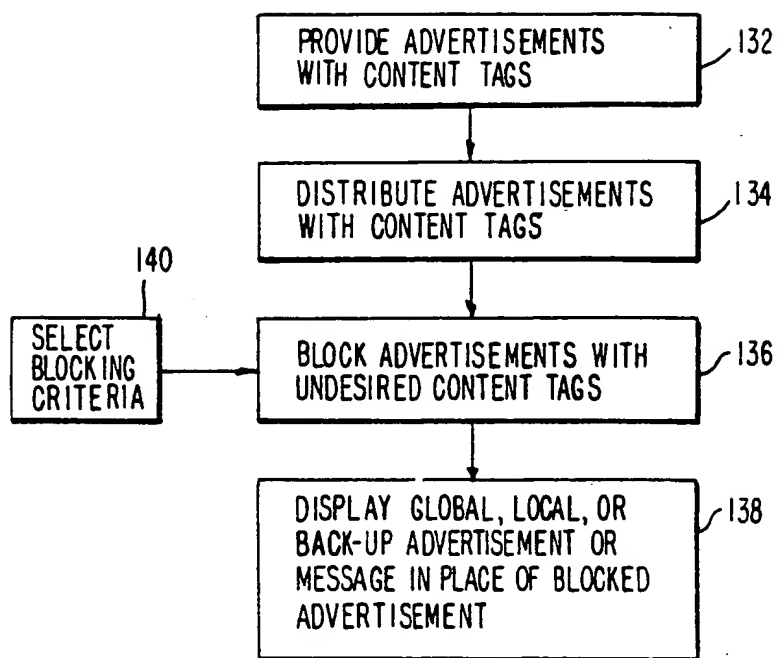 PROVIDE ADVERTISEMENTS
WITH CONTENT TAGS
132
DISTRIBUTE ADVERTISEMENTS
WITH CONTENT TAGS
134
140
SELECT
BLOCKING
CRITERIA
BLOCK ADVERTISEMENTS WITH
UNDESIRED CONTENT TAGS
136
DISPLAY GLOBAL, LOCAL, OR
BACK-UP ADVERTISEMENT OR
MESSAGE IN PLACE OF BLOCKED
ADVERTISEMENT
138